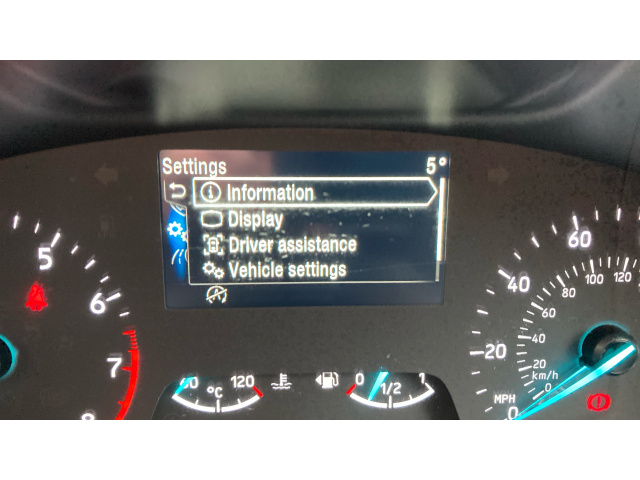 Settings 5°
Information
Display
Driver assistance
Vehicle settings
5
6
7
8
60
40
20
0
MPH
120
100
80
60
40
20
0
km/h
120
°C
0
1/2
1